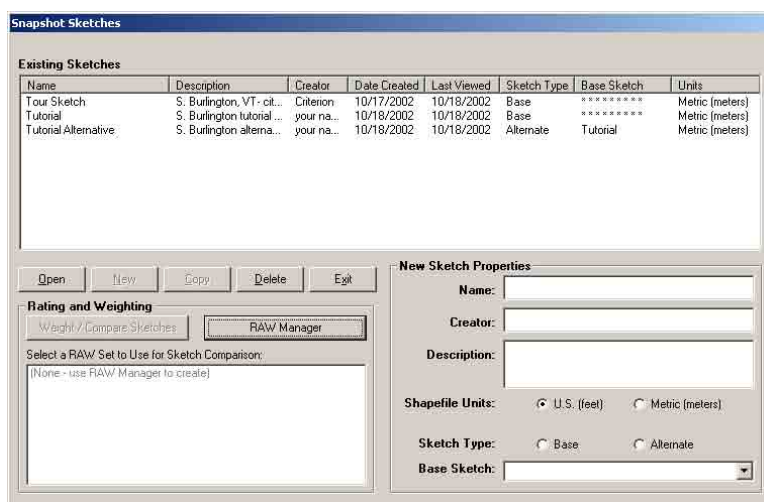 Snapshot Sketches
Existing Sketches
Name Description Creator Date Created Last Viewed Sketch Type Base Sketch Units
Tour Sketch S. Burlington, VT- cit... Criterion 10/17/2002 10/18/2002 Base ********* Metric (meters)
Tutorial S. Burlington tutorial ... your na... 10/18/2002 10/18/2002 Base ********* Metric (meters)
Tutorial Alternative S. Burlington alterna... your na... 10/18/2002 10/18/2002 Alternate Tutorial Metric (meters)
Open New Copy Delete Exit
Rating and Weighting
Weight / Compare Sketches RAW Manager
Select a RAW Set to Use for Sketch Comparison:
(None - use RAW Manager to create)
New Sketch Properties
Name:
Creator:
Description:
Shapefile Units: U.S. (feet) Metric (meters)
Sketch Type: Base Alternate
Base Sketch: